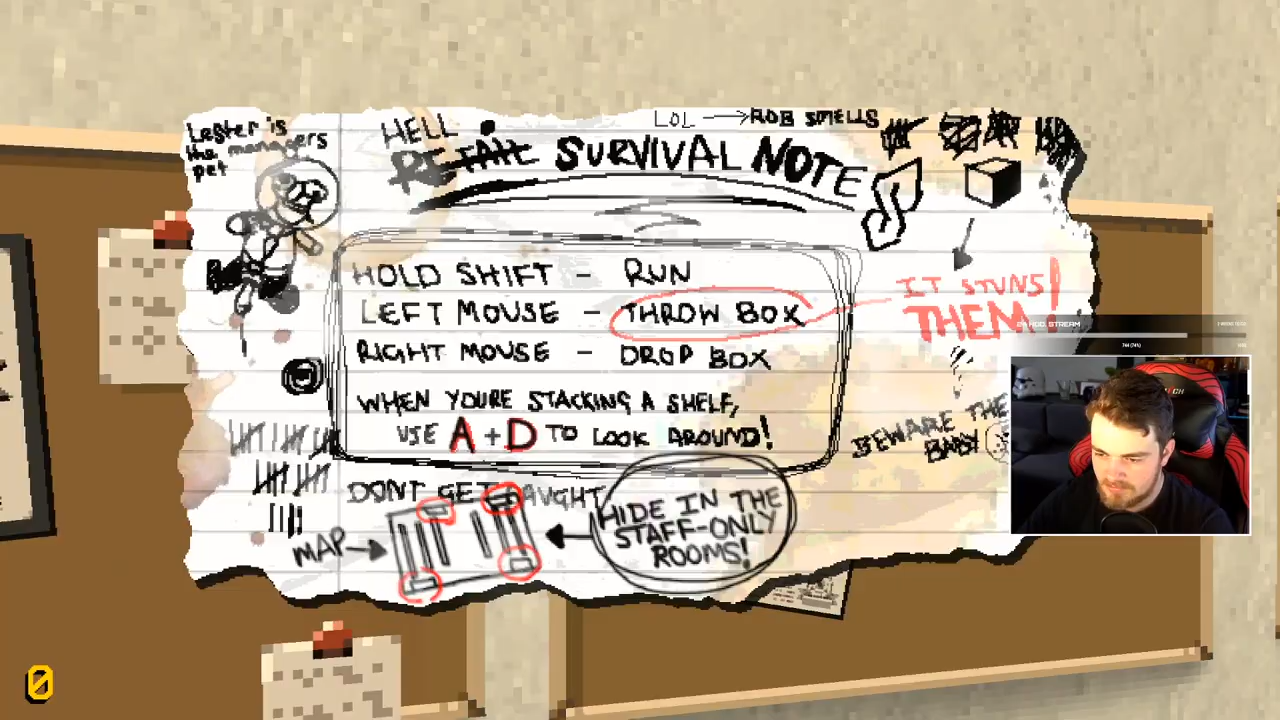 Lester is
the managers
pet
LOL → ROB SMELLS
HELL
RETAIL SURVIVAL NOTE
HOLD SHIFT - RUN
LEFT MOUSE - THROW BOX
RIGHT MOUSE - DROP BOX
WHEN YOURE STACKING A SHELF,
USE A + D TO LOOK AROUND!
IT STUNS
THEM!
BEWARE THE
BABY
DONT GET CAUGHT
MAP
HIDE IN THE
STAFF-ONLY
ROOMS!
0